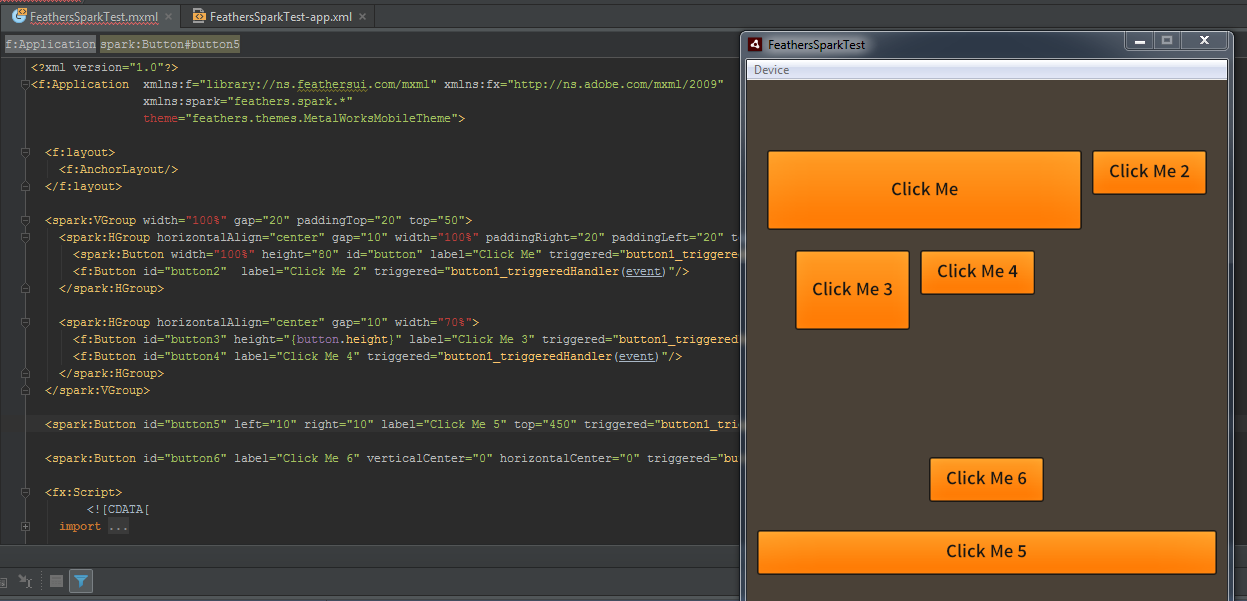 FeathersSparkTest.mxml
FeathersSparkTest-app.xml
f:Application spark:Button#button5
<?xml version="1.0"?>
<f:Application xmlns:f="library://ns.feathersui.com/mxml" xmlns:fx="http://ns.adobe.com/mxml/2009"
xmlns:spark="feathers.spark.*"
theme="feathers.themes.MetalWorksMobileTheme">
<f:layout>
<f:AnchorLayout/>
</f:layout>
<spark:VGroup width="100%" gap="20" paddingTop="20" top="50">
<spark:HGroup horizontalAlign="center" gap="10" width="100%" paddingRight="20" paddingLeft="20" t
<spark:Button width="100%" height="80" id="button" label="Click Me" triggered="button1_triggered
<f:Button id="button2"  label="Click Me 2" triggered="button1_triggeredHandler(event)"/>
</spark:HGroup>
<spark:HGroup horizontalAlign="center" gap="10" width="70%">
<f:Button id="button3" height="{button.height}" label="Click Me 3" triggered="button1_triggered
<f:Button id="button4" label="Click Me 4" triggered="button1_triggeredHandler(event)"/>
</spark:HGroup>
</spark:VGroup>
<spark:Button id="button5" left="10" right="10" label="Click Me 5" top="450" triggered="button1_tri
<spark:Button id="button6" label="Click Me 6" verticalCenter="0" horizontalCenter="0" triggered="bu
<fx:Script>
<![CDATA[
import ...
FeathersSparkTest
Device
Click Me
Click Me 2
Click Me 3
Click Me 4
Click Me 6
Click Me 5